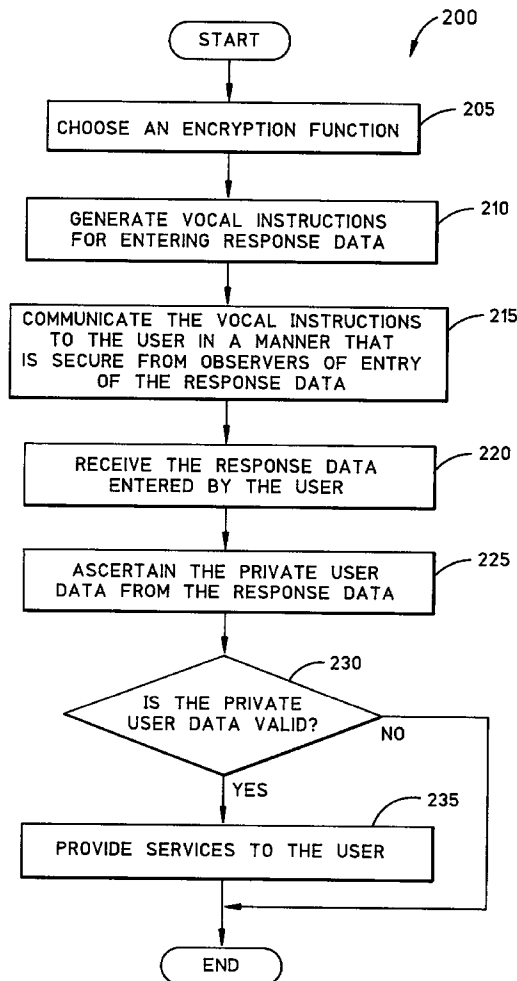 200
START
CHOOSE AN ENCRYPTION FUNCTION
205
GENERATE VOCAL INSTRUCTIONS
FOR ENTERING RESPONSE DATA
210
COMMUNICATE THE VOCAL INSTRUCTIONS
TO THE USER IN A MANNER THAT
IS SECURE FROM OBSERVERS OF ENTRY
OF THE RESPONSE DATA
215
RECEIVE THE RESPONSE DATA
ENTERED BY THE USER
220
ASCERTAIN THE PRIVATE USER
DATA FROM THE RESPONSE DATA
225
IS THE PRIVATE
USER DATA VALID?
230
NO
YES
PROVIDE SERVICES TO THE USER
235
END